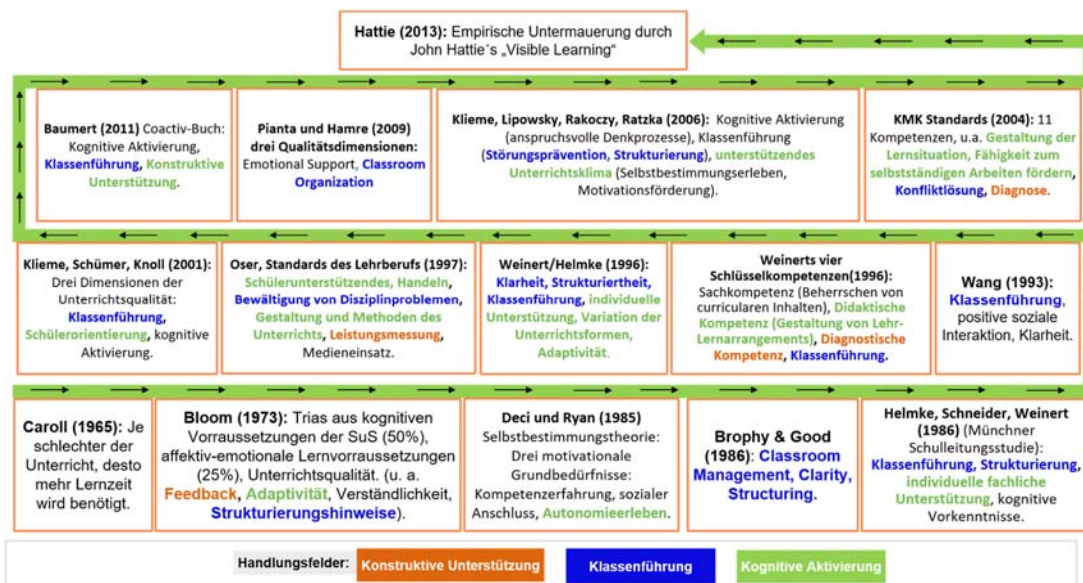 Hattie (2013): Empirische Untermauerung durch
John Hattie´s „Visible Learning“
Baumert (2011) Coactiv-Buch:
Kognitive Aktivierung,
Klassenführung, Konstruktive
Unterstützung.
Pianta und Hamre (2009)
drei Qualitätsdimensionen:
Emotional Support, Classroom
Organization
Klieme, Lipowsky, Rakoczy, Ratzka (2006): Kognitive Aktivierung
(anspruchsvolle Denkprozesse), Klassenführung
(Störungsprävention, Strukturierung), unterstützendes
Unterrichtsklima (Selbstbestimmungserleben,
Motivationsförderung).
KMK Standards (2004): 11
Kompetenzen, u.a. Gestaltung der
Lernsituation, Fähigkeit zum
selbstständigen Arbeiten fördern,
Konfliktlösung, Diagnose.
Klieme, Schümer, Knoll (2001):
Drei Dimensionen der
Unterrichtsqualität:
Klassenführung,
Schülerorientierung, kognitive
Aktivierung.
Oser, Standards des Lehrberufs (1997):
Schülerunterstützendes, Handeln,
Bewältigung von Disziplinproblemen,
Gestaltung und Methoden des
Unterrichts, Leistungsmessung,
Medieneinsatz.
Weinert/Helmke (1996):
Klarheit, Strukturiertheit,
Klassenführung, individuelle
Unterstützung, Variation der
Unterrichtsformen,
Adaptivität.
Weinerts vier
Schlüsselkompetenzen(1996):
Sachkompetenz (Beherrschen von
curricularen Inhalten), Didaktische
Kompetenz (Gestaltung von Lehr-
Lernarrangements), Diagnostische
Kompetenz, Klassenführung.
Wang (1993):
Klassenführung,
positive soziale
Interaktion, Klarheit.
Caroll (1965): Je
schlechter der
Unterricht, desto
mehr Lernzeit
wird benötigt.
Bloom (1973): Trias aus kognitiven
Vorraussetzungen der SuS (50%),
affektiv-emotionale Lernvorraussetzungen
(25%), Unterrichtsqualität. (u. a.
Feedback, Adaptivität, Verständlichkeit,
Strukturierungshinweise).
Deci und Ryan (1985)
Selbstbestimmungstheorie:
Drei motivationale
Grundbedürfnisse:
Kompetenzerfahrung, sozialer
Anschluss, Autonomieerleben.
Brophy & Good
(1986): Classroom
Management, Clarity,
Structuring.
Helmke, Schneider, Weinert
(1986) (Münchner
Schulleitungsstudie):
Klassenführung, Strukturierung,
individuelle fachliche
Unterstützung, kognitive
Vorkenntnisse.
Handlungsfelder:
Konstruktive Unterstützung
Klassenführung
Kognitive Aktivierung